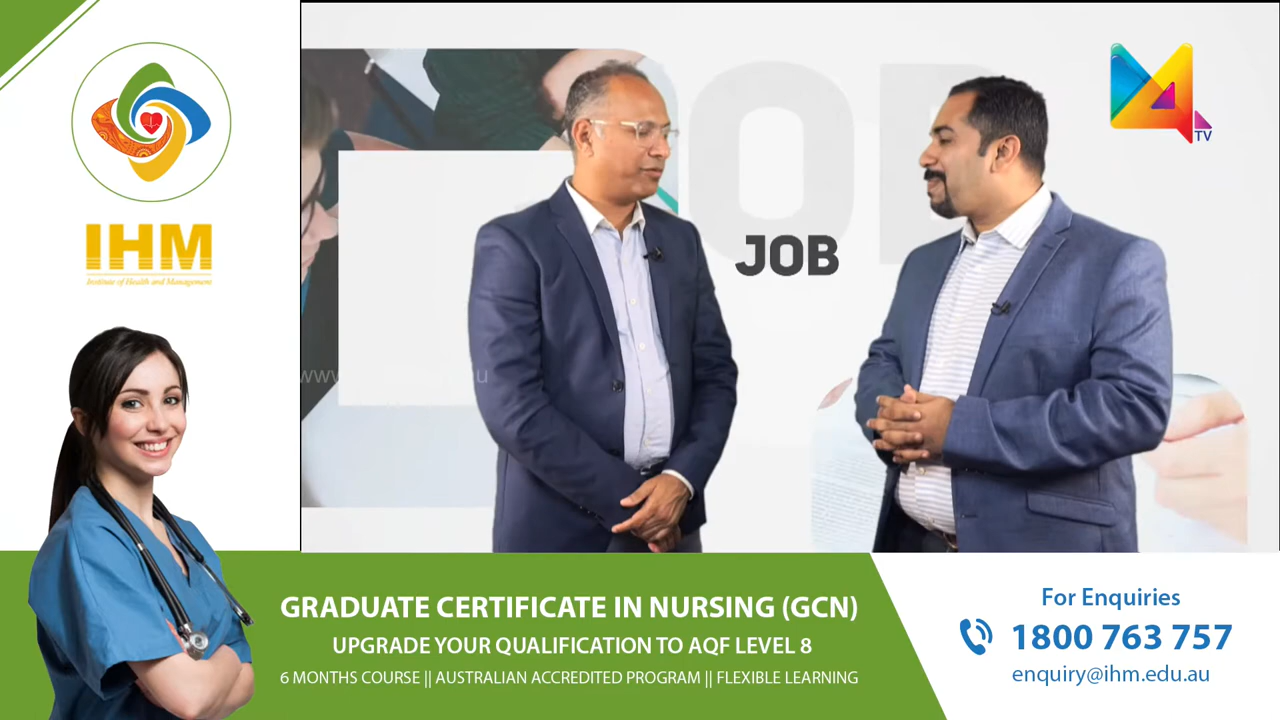 IHM
Institute of Health and Management
JOB
JOB
TV
GRADUATE CERTIFICATE IN NURSING (GCN)
UPGRADE YOUR QUALIFICATION TO AQF LEVEL 8
6 MONTHS COURSE || AUSTRALIAN ACCREDITED PROGRAM || FLEXIBLE LEARNING
For Enquiries
1800 763 757
enquiry@ihm.edu.au